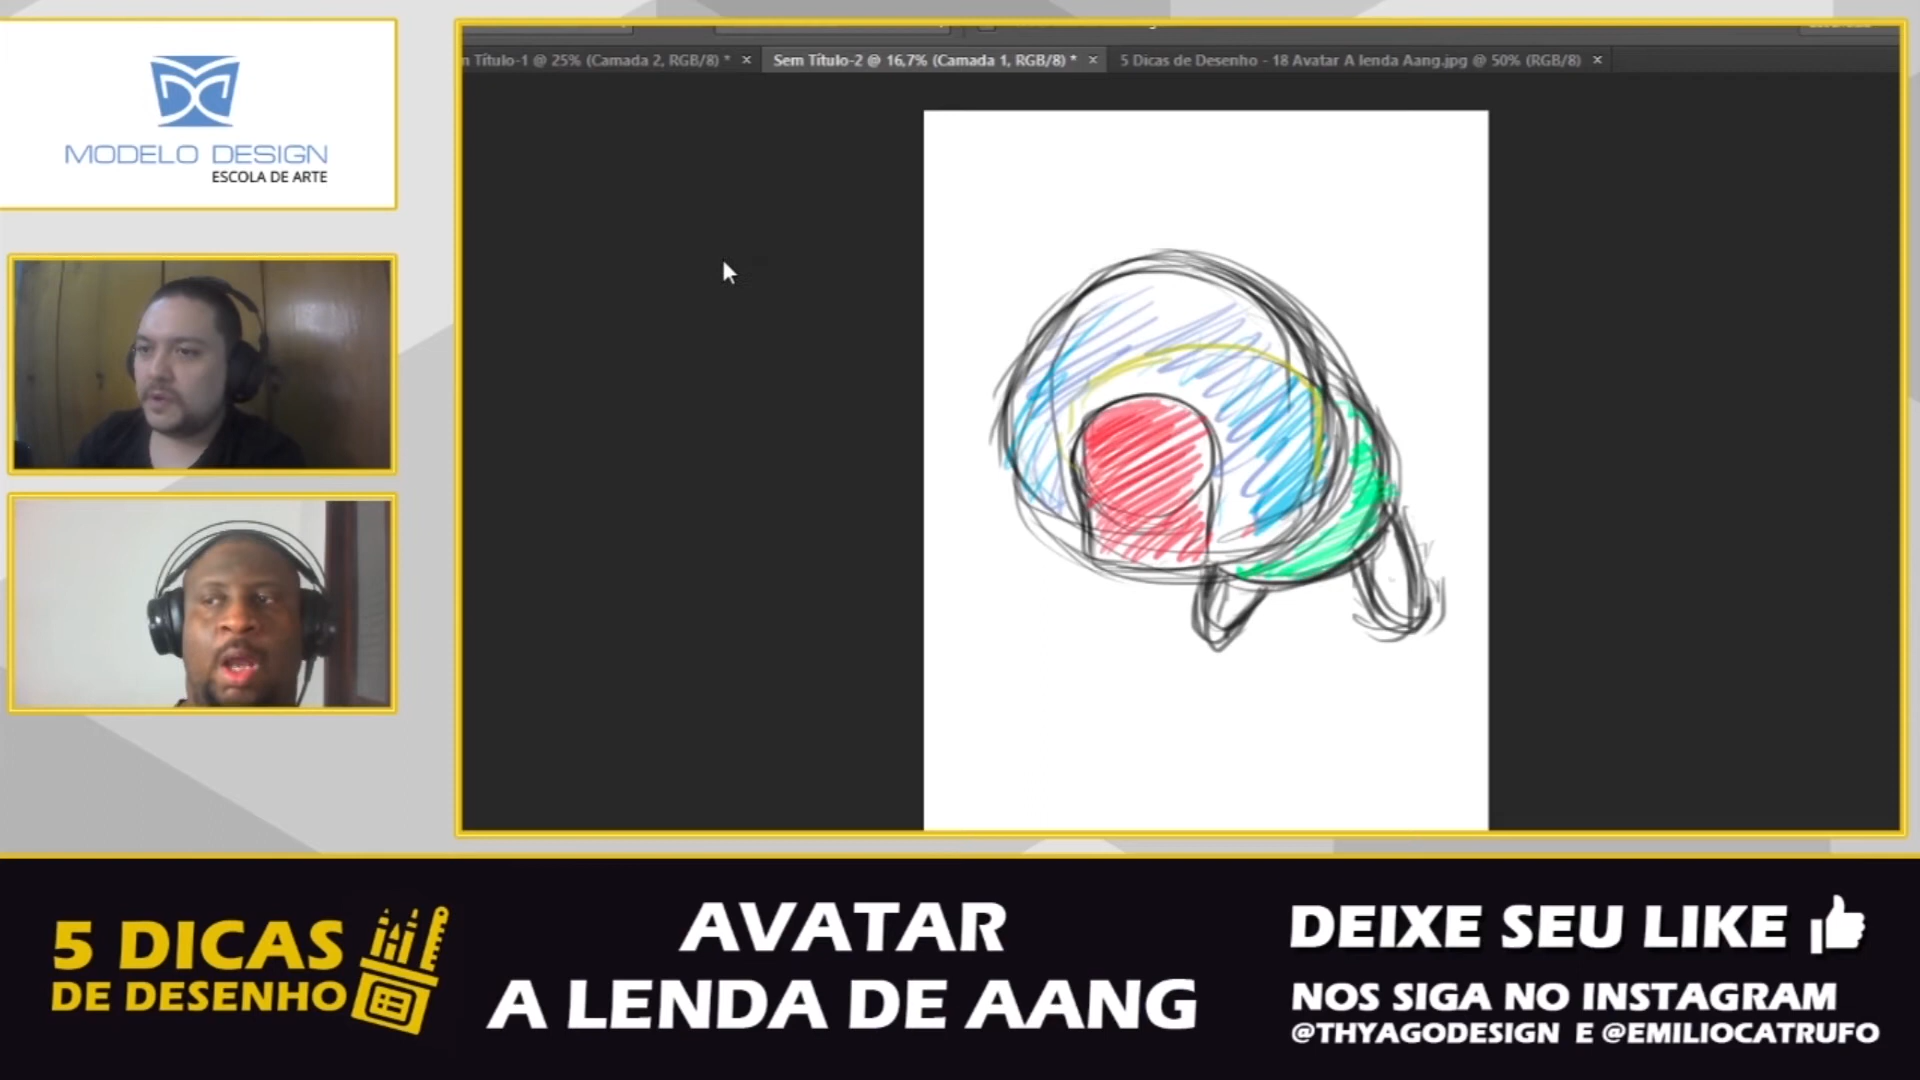 MODELO DESIGN
ESCOLA DE ARTE
Título-1 @ 25% (Camada 2, RGB/8) * ×
Sem Título-2 @ 16,7% (Camada 1, RGB/8) * ×
5 Dicas de Desenho - 18 Avatar A lenda Aang.jpg @ 50% (RGB/8) ×
5 DICAS
DE DESENHO
AVATAR
A LENDA DE AANG
DEIXE SEU LIKE
NOS SIGA NO INSTAGRAM
@THYAGODESIGN E @EMILIOCATRUFO